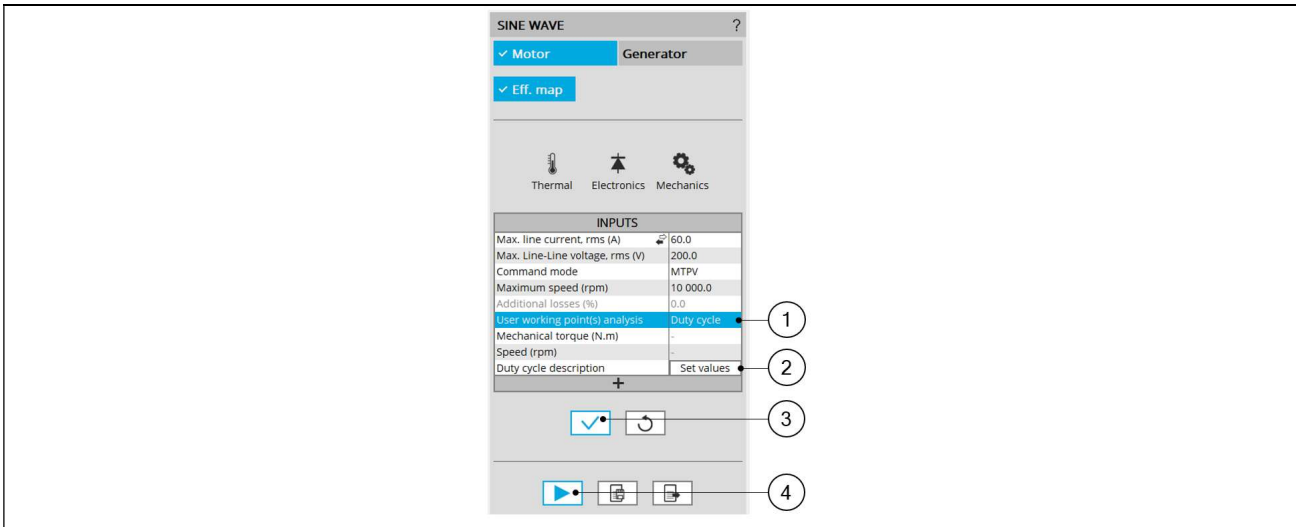 SINE WAVE ?
✓ Motor Generator
✓ Eff. map
Thermal Electronics Mechanics
INPUTS
Max. line current, rms (A) 60.0
Max. Line-Line voltage, rms (V) 200.0
Command mode MTPV
Maximum speed (rpm) 10 000.0
Additional losses (%) 0.0
User working point(s) analysis Duty cycle 1
Mechanical torque (N.m) -
Speed (rpm) -
Duty cycle description Set values 2
+
3
4